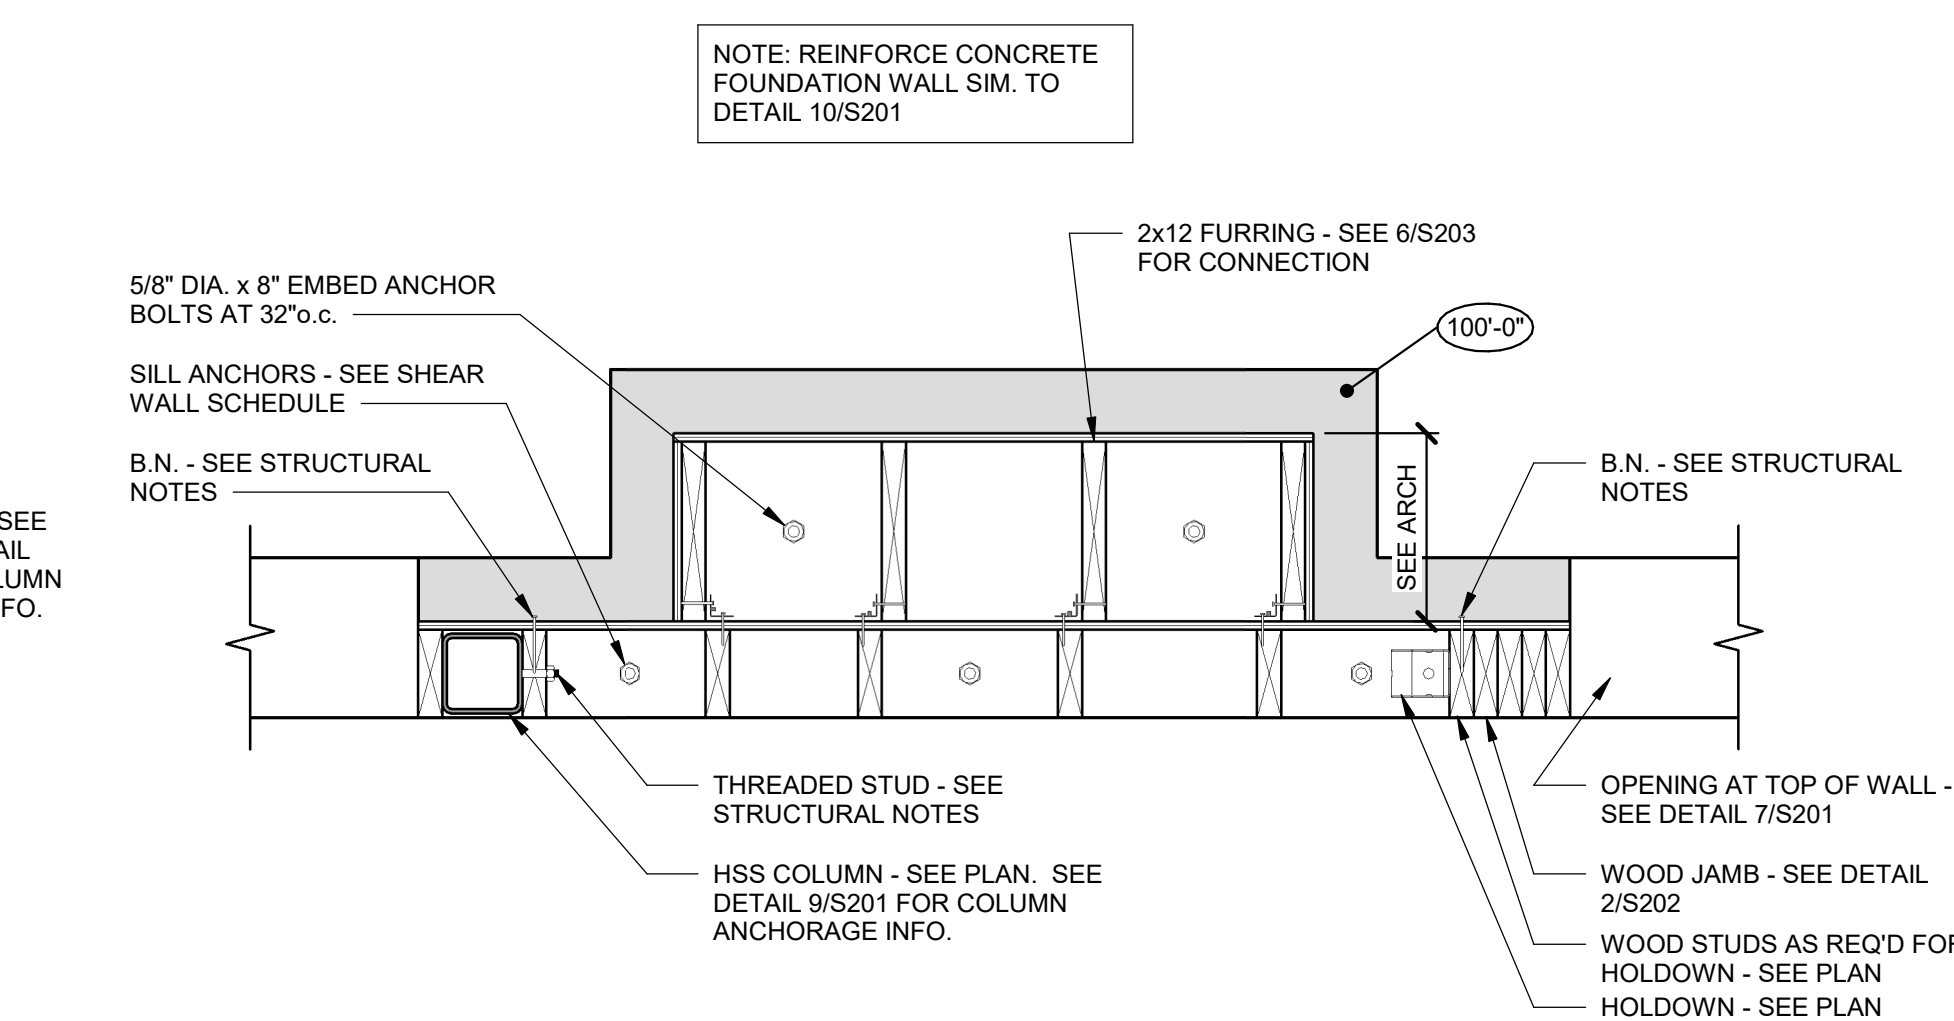 NOTE: REINFORCE CONCRETE
FOUNDATION WALL SIM. TO
DETAIL 10/S201
2x12 FURRING - SEE 6/S203
FOR CONNECTION
5/8" DIA. x 8" EMBED ANCHOR
BOLTS AT 32"o.c.
100'-0"
SILL ANCHORS - SEE SHEAR
WALL SCHEDULE
B.N. - SEE STRUCTURAL
NOTES
B.N. - SEE STRUCTURAL
NOTES
SEE ARCH
SEE
FO.
THREADED STUD - SEE
STRUCTURAL NOTES
OPENING AT TOP OF WALL -
SEE DETAIL 7/S201
HSS COLUMN - SEE PLAN. SEE
DETAIL 9/S201 FOR COLUMN
ANCHORAGE INFO.
WOOD JAMB - SEE DETAIL
2/S202
WOOD STUDS AS REQ'D
HOLDOWN - SEE PLAN
HOLDOWN - SEE PLAN